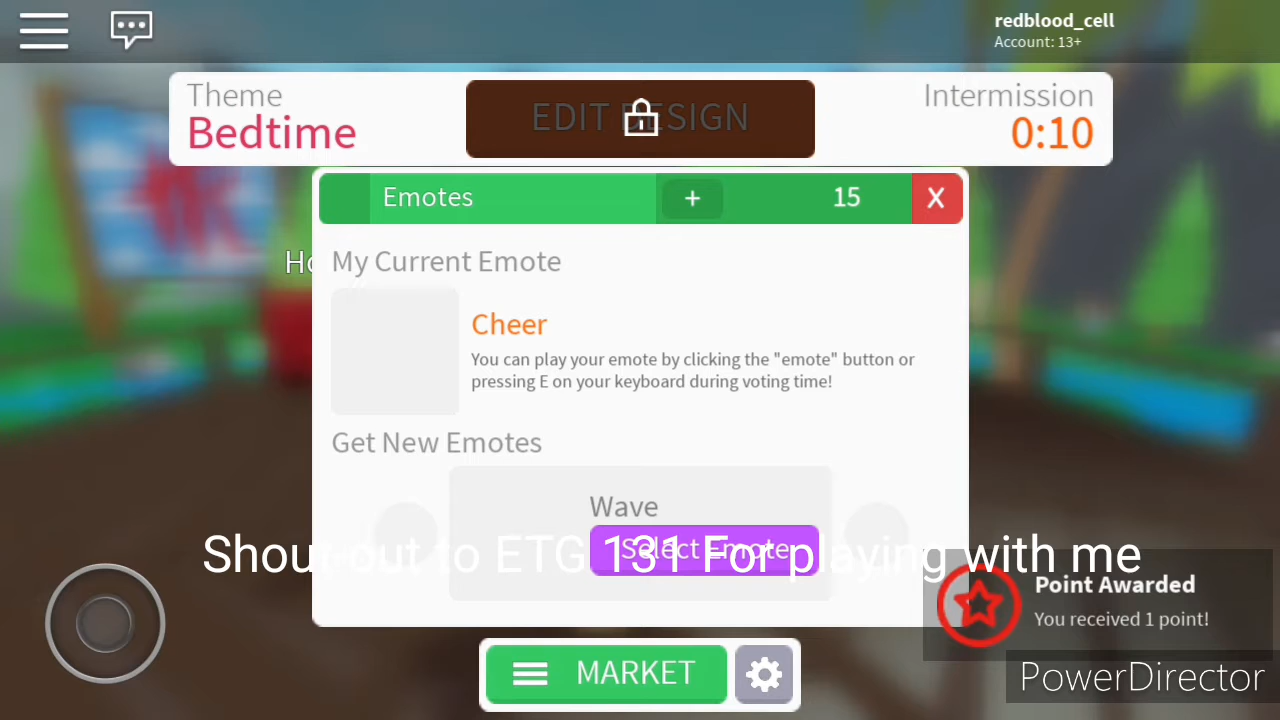 redblood_cell
Account: 13+
Theme
Bedtime
EDIT DESIGN
Intermission
0:10
Emotes
+
15
X
Ho
My Current Emote
Cheer
You can play your emote by clicking the "emote" button or
pressing E on your keyboard during voting time!
Get New Emotes
Wave
Select Emote
Shout-out to ETG 131 For playing with me
Point Awarded
You received 1 point!
MARKET
PowerDirector